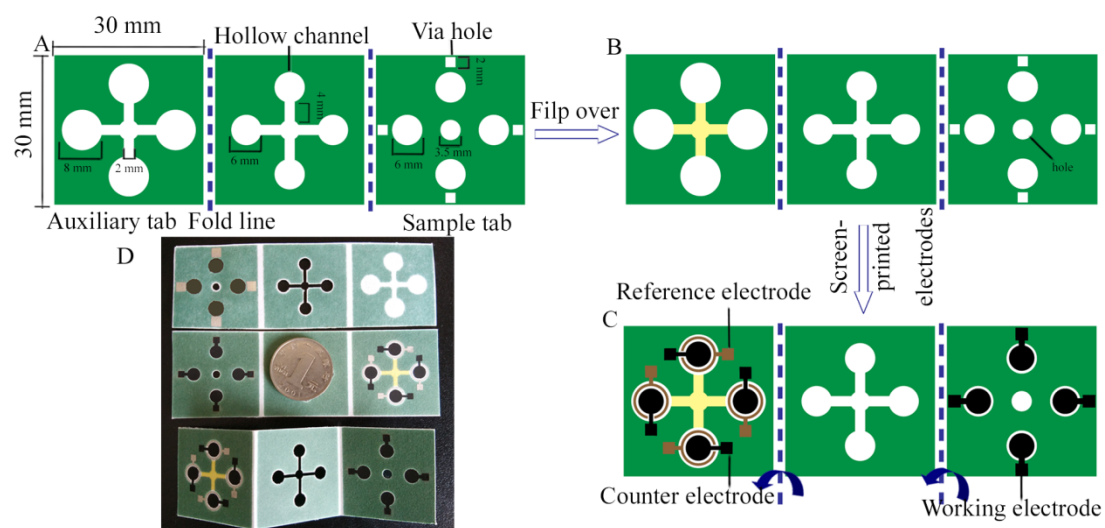 30 mm
A
Hollow channel
Via hole
B
2 mm
4 mm
30 mm
Filp over
8 mm
2 mm
6 mm
6 mm
3.5 mm
hole
Auxiliary tab
Fold line
Sample tab
D
Screen-
printed
electrodes
Reference electrode
C
1
Counter electrode
Working electrode